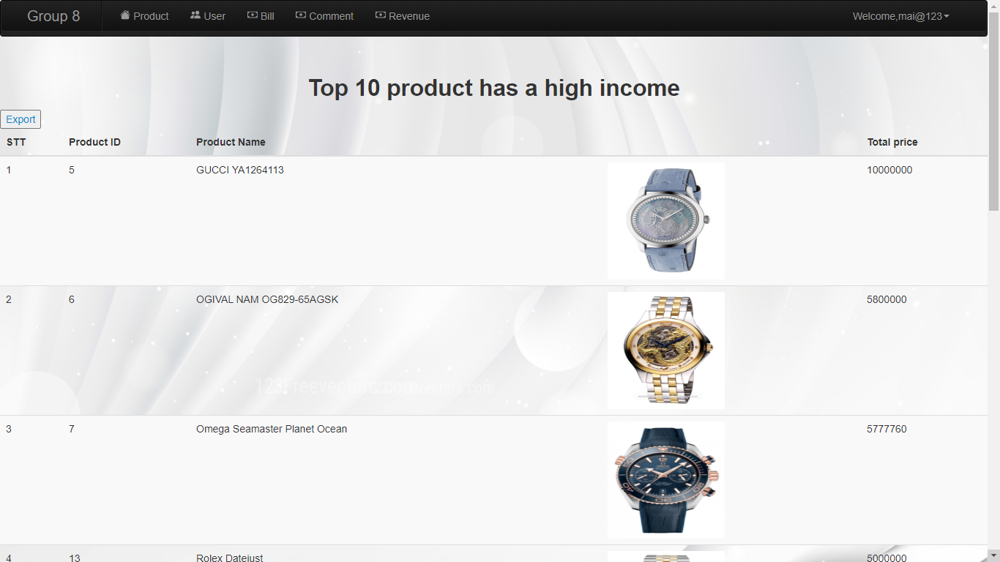 Group 8 Product User Bill Comment Revenue Welcome,mai@123
Top 10 product has a high income
Export
STT Product ID Product Name Total price
1 5 GUCCI YA1264113 10000000
2 6 OGIVAL NAM OG829-65AGSK 5800000
3 7 Omega Seamaster Planet Ocean 5777760
4 13 Rolex Datejust 5000000